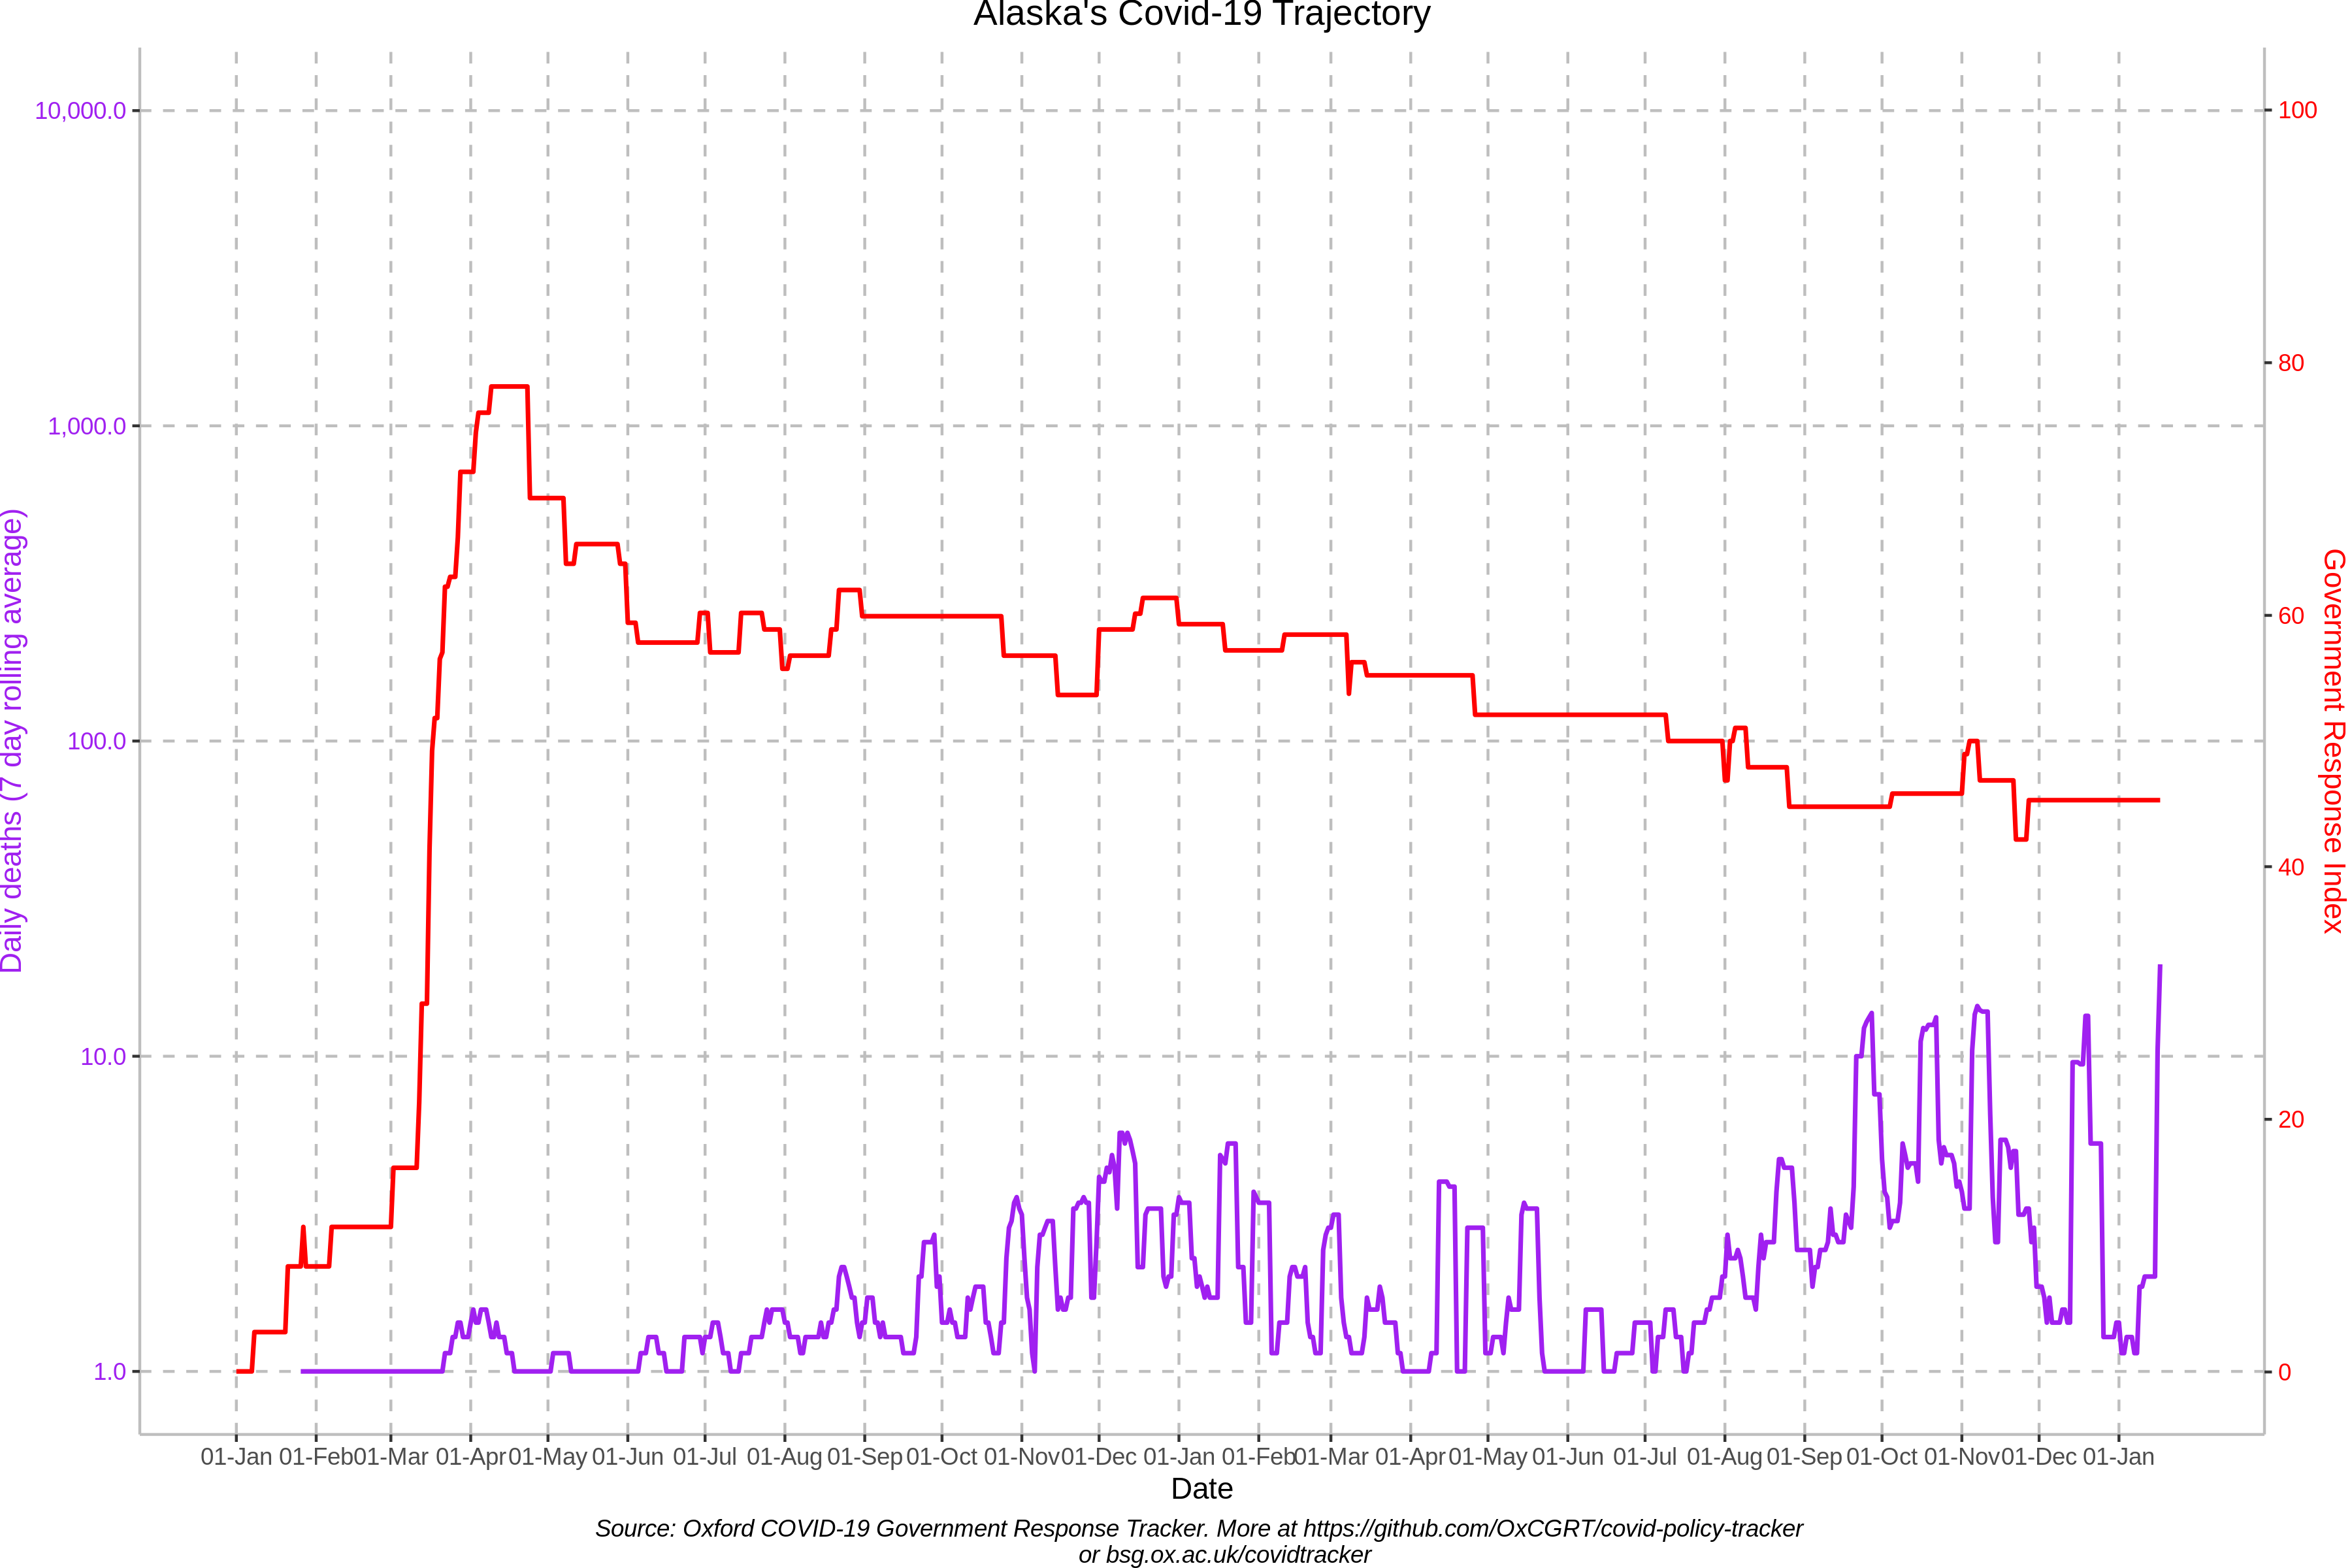 Alaska's Covid-19 Trajectory
10,000.0
1,000.0
100.0
10.0
1.0
Daily deaths (7 day rolling average)
100
80
60
40
20
0
Government Response Index
01-Jan 01-Feb 01-Mar 01-Apr 01-May 01-Jun 01-Jul 01-Aug 01-Sep 01-Oct 01-Nov 01-Dec 01-Jan 01-Feb 01-Mar 01-Apr 01-May 01-Jun 01-Jul 01-Aug 01-Sep 01-Oct 01-Nov 01-Dec 01-Jan
Date
Source: Oxford COVID-19 Government Response Tracker. More at https://github.com/OxCGRT/covid-policy-tracker
or bsg.ox.ac.uk/covidtracker